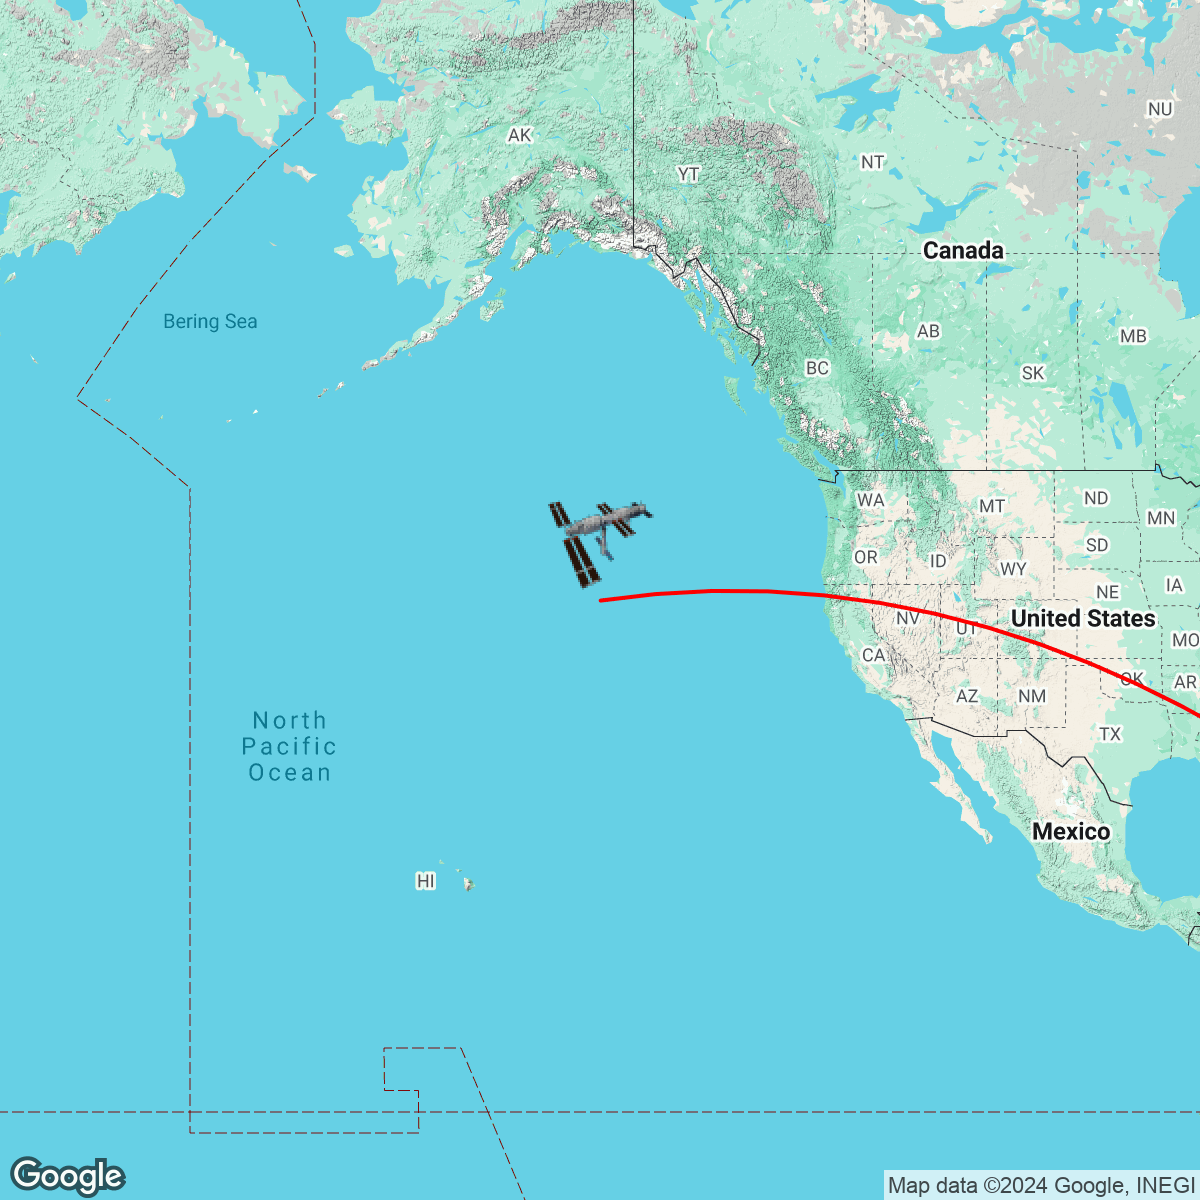 NU
AK
NT
YT
Canada
Bering Sea
AB
MB
BC
SK
WA
MT
ND
MN
OR
ID
SD
WY
IA
NE
NV
UT
United States
MO
CA
OK
AR
AZ
NM
North
Pacific
Ocean
TX
Mexico
HI
Google
Map data ©2024 Google, INEGI